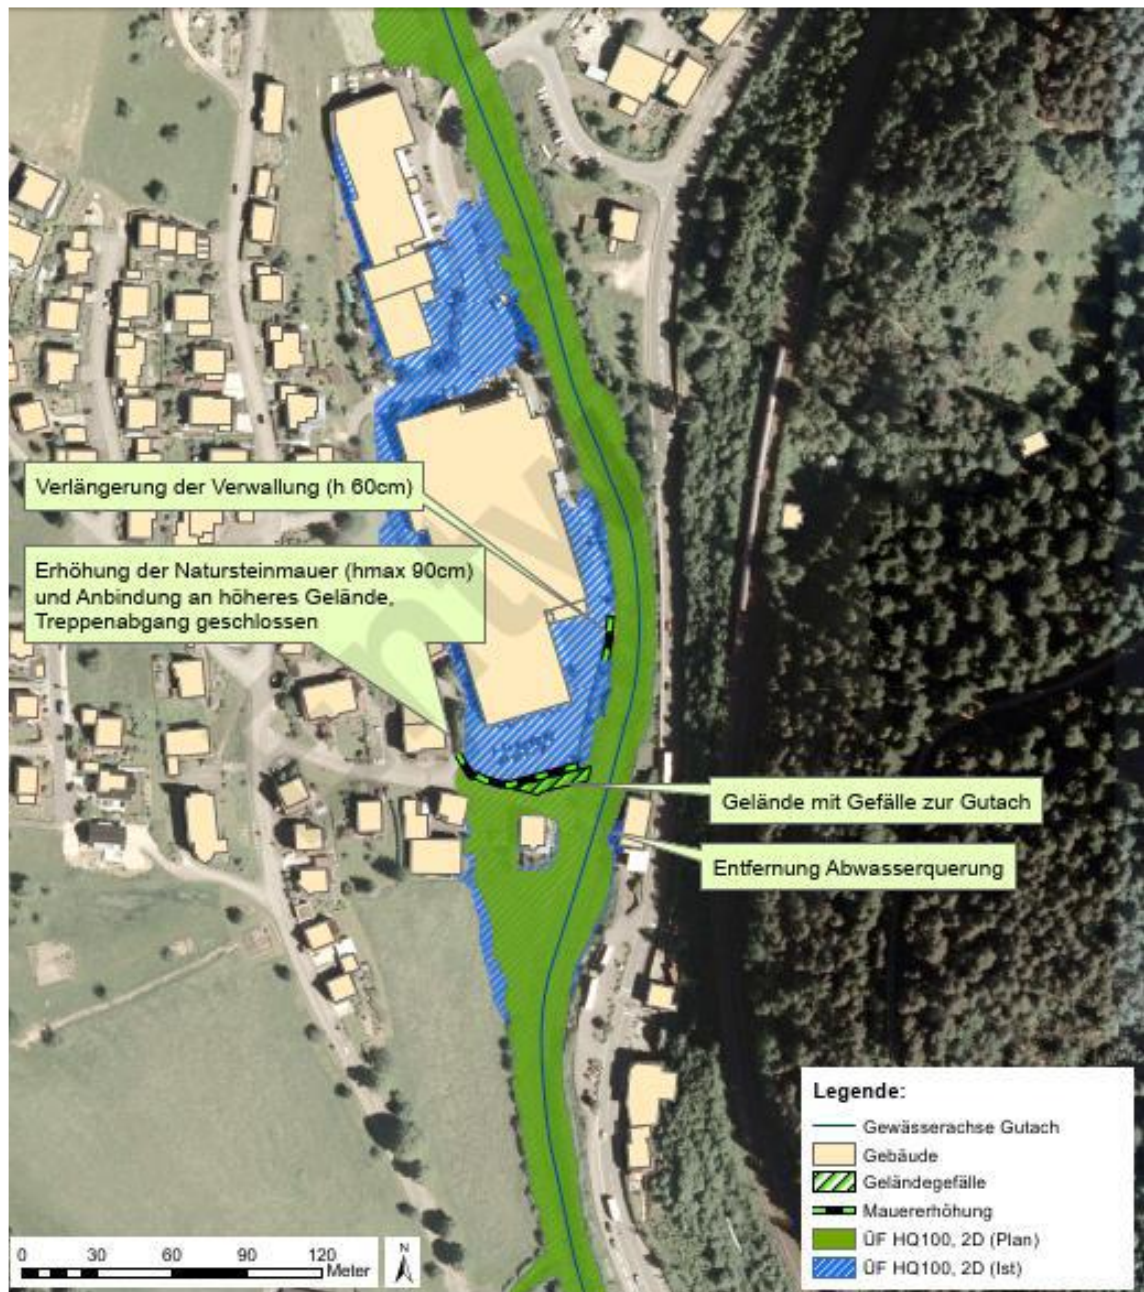 Verlängerung der Verwallung (h 60cm)
Erhöhung der Natursteinmauer (hmax 90cm)
und Anbindung an höheres Gelände,
Treppenabgang geschlossen
Gelände mit Gefälle zur Gutach
Entfernung Abwasserquerung
Legende:
Gewässerachse Gutach
Gebäude
Geländegefälle
Mauererhöhung
ÜF HQ100, 2D (Plan)
ÜF HQ100, 2D (Ist)
0 30 60 90 120
Meter
N